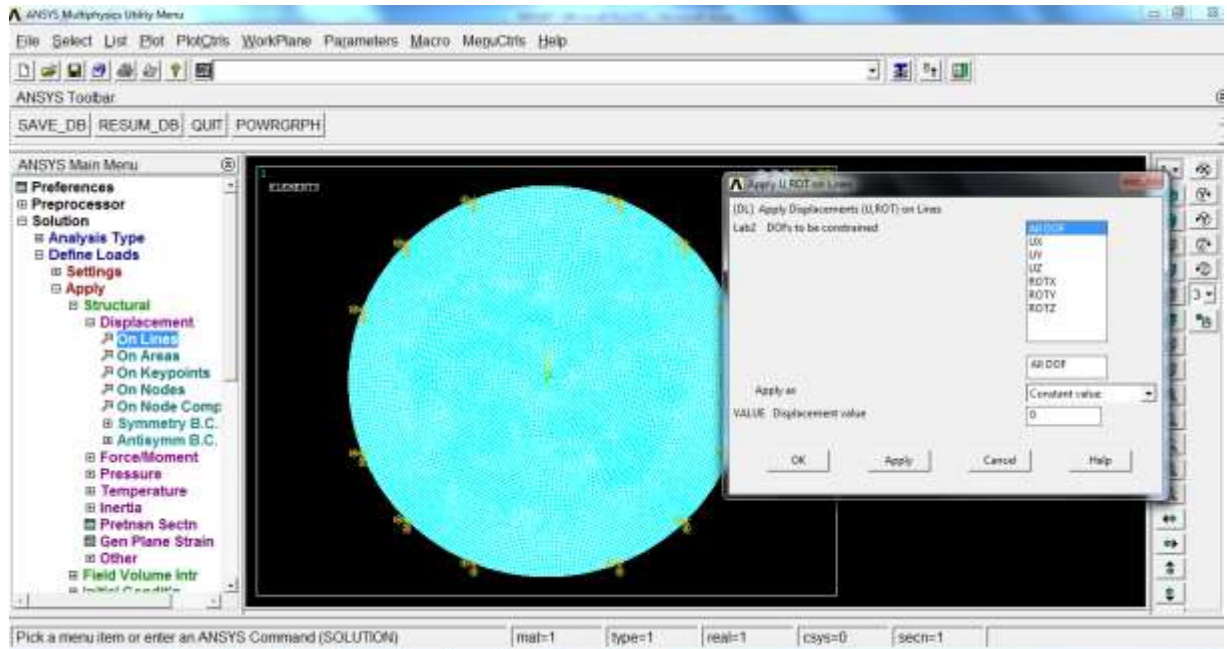 ANSYS Multiphysics Utility Menu
File Select List Plot PlotCtrls WorkPlane Parameters Macro MenuCtrls Help
ANSYS Toolbar
SAVE_DB RESUM_DB QUIT POWRGRPH
ANSYS Main Menu
Preferences
Preprocessor
Solution
Analysis Type
Define Loads
Settings
Apply
Structural
Displacement
On Lines
On Areas
On Keypoints
On Nodes
On Node Comp
Symmetry B.C.
Antisymm B.C.
Force/Moment
Pressure
Temperature
Inertia
Pretnsn Sectn
Gen Plane Strain
Other
Field Volume Intr
1
ELEMENTS
Apply U,ROT on Lines
(DL) Apply Displacements (U,ROT) on Lines
Lab2 DOFs to be constrained
All DOF
UX
UY
UZ
ROTX
ROTY
ROTZ
All DOF
Apply as
Constant value
VALUE Displacement value
0
OK Apply Cancel Help
3
Pick a menu item or enter an ANSYS Command (SOLUTION) mat=1 type=1 real=1 csys=0 secn=1